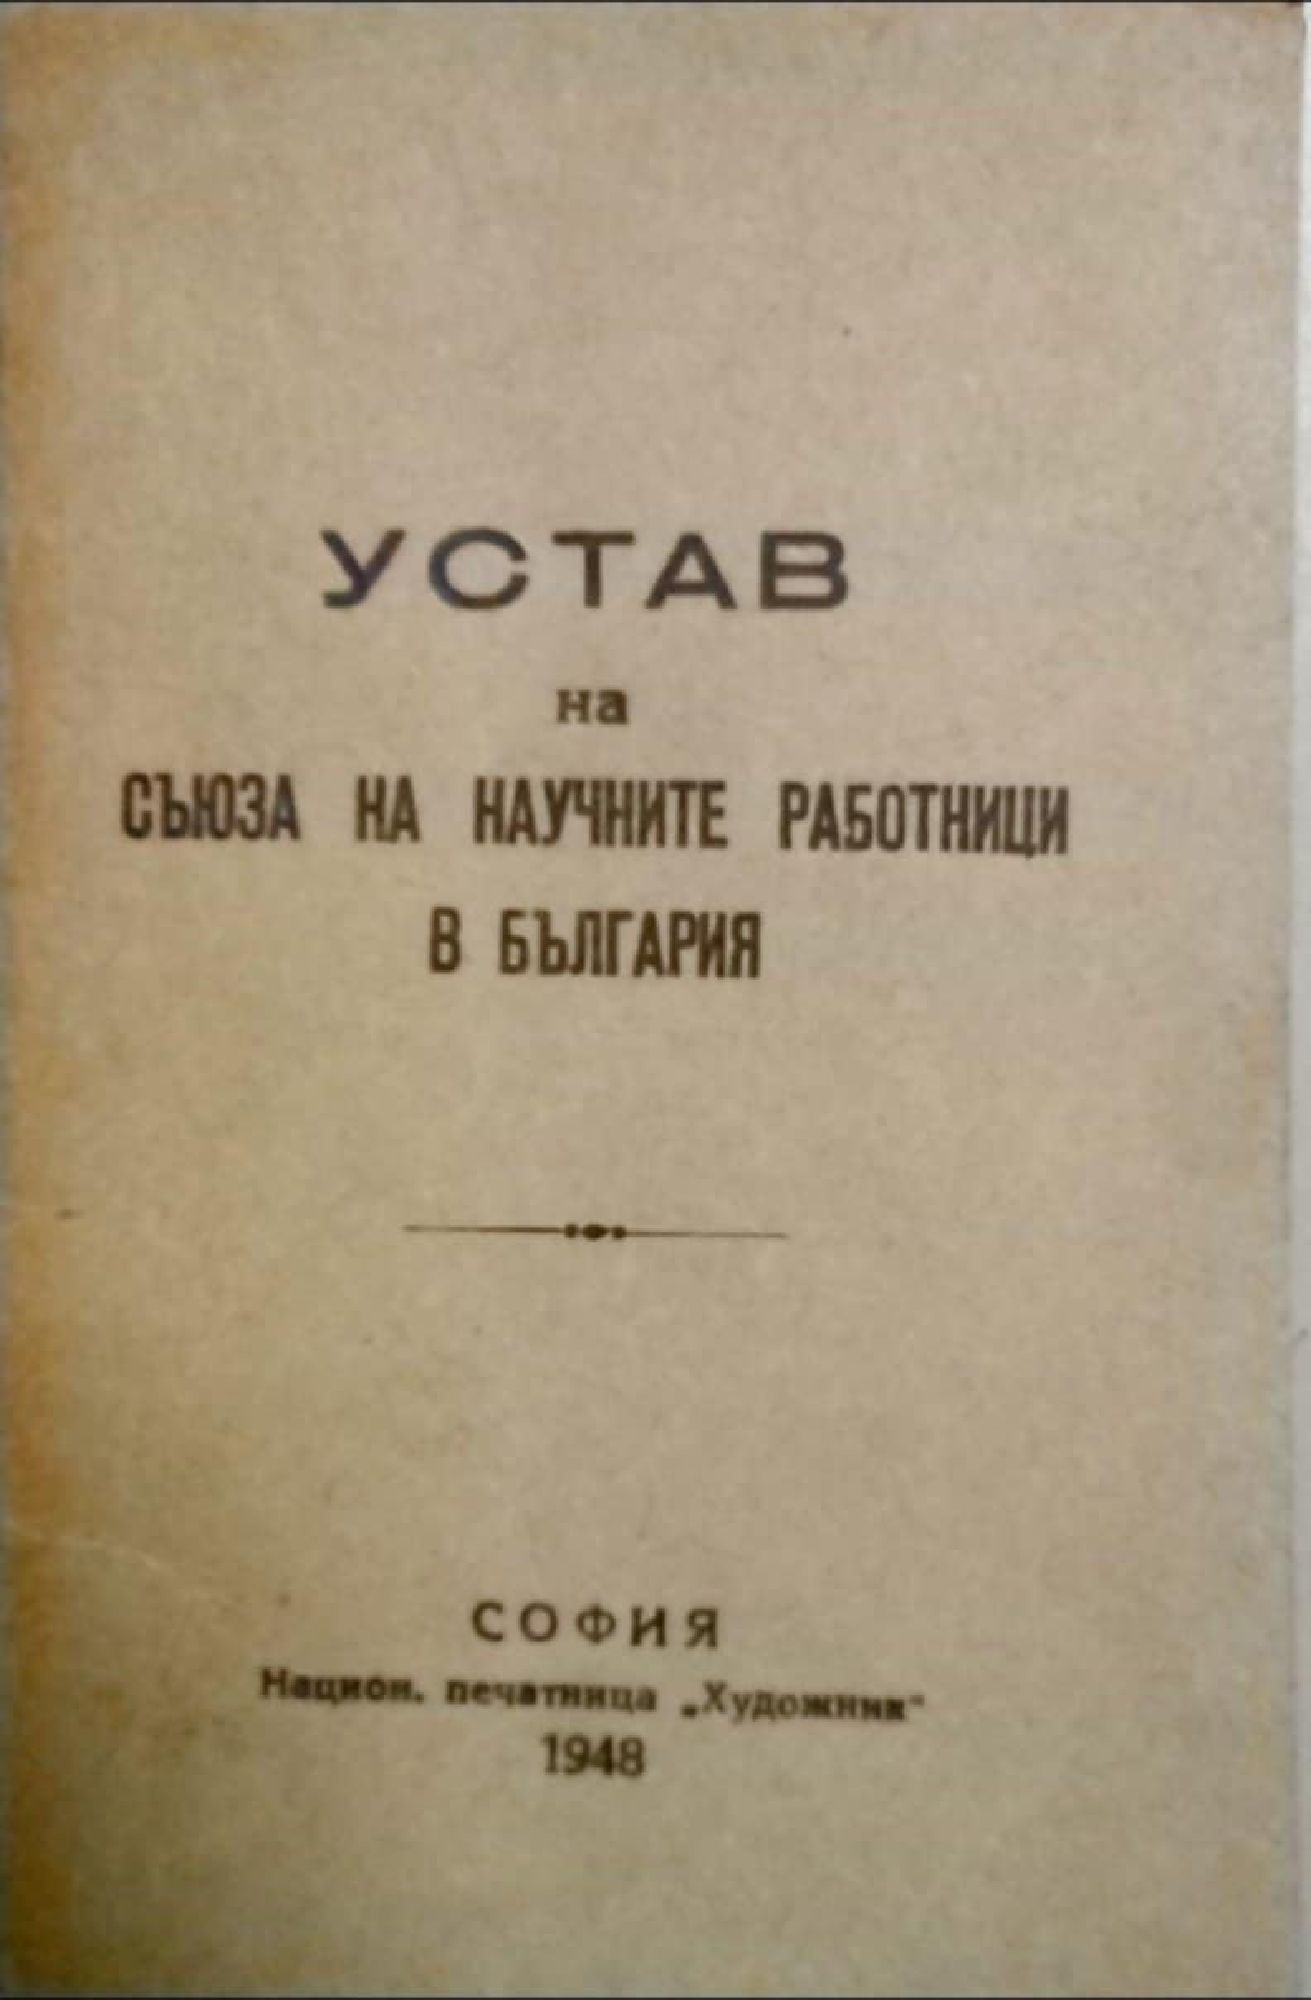 УСТАВ
на
СЪЮЗА НА НАУЧНИТЕ РАБОТНИЦИ
В БЪЛГАРИЯ
СОФИЯ
Национ. печатница „Художник"
1948